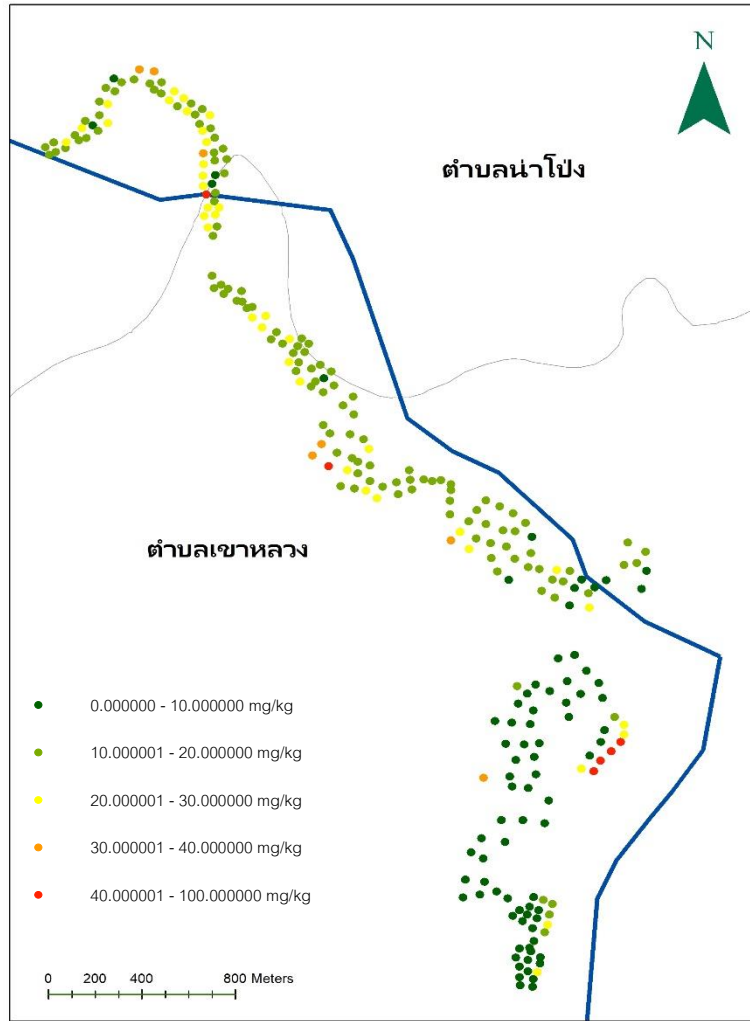 N
ตำบลน่าโป่ง
ตำบลเขาหลวง
0.000000 - 10.000000 mg/kg
10.000001 - 20.000000 mg/kg
20.000001 - 30.000000 mg/kg
30.000001 - 40.000000 mg/kg
40.000001 - 100.000000 mg/kg
0 200 400 800 Meters